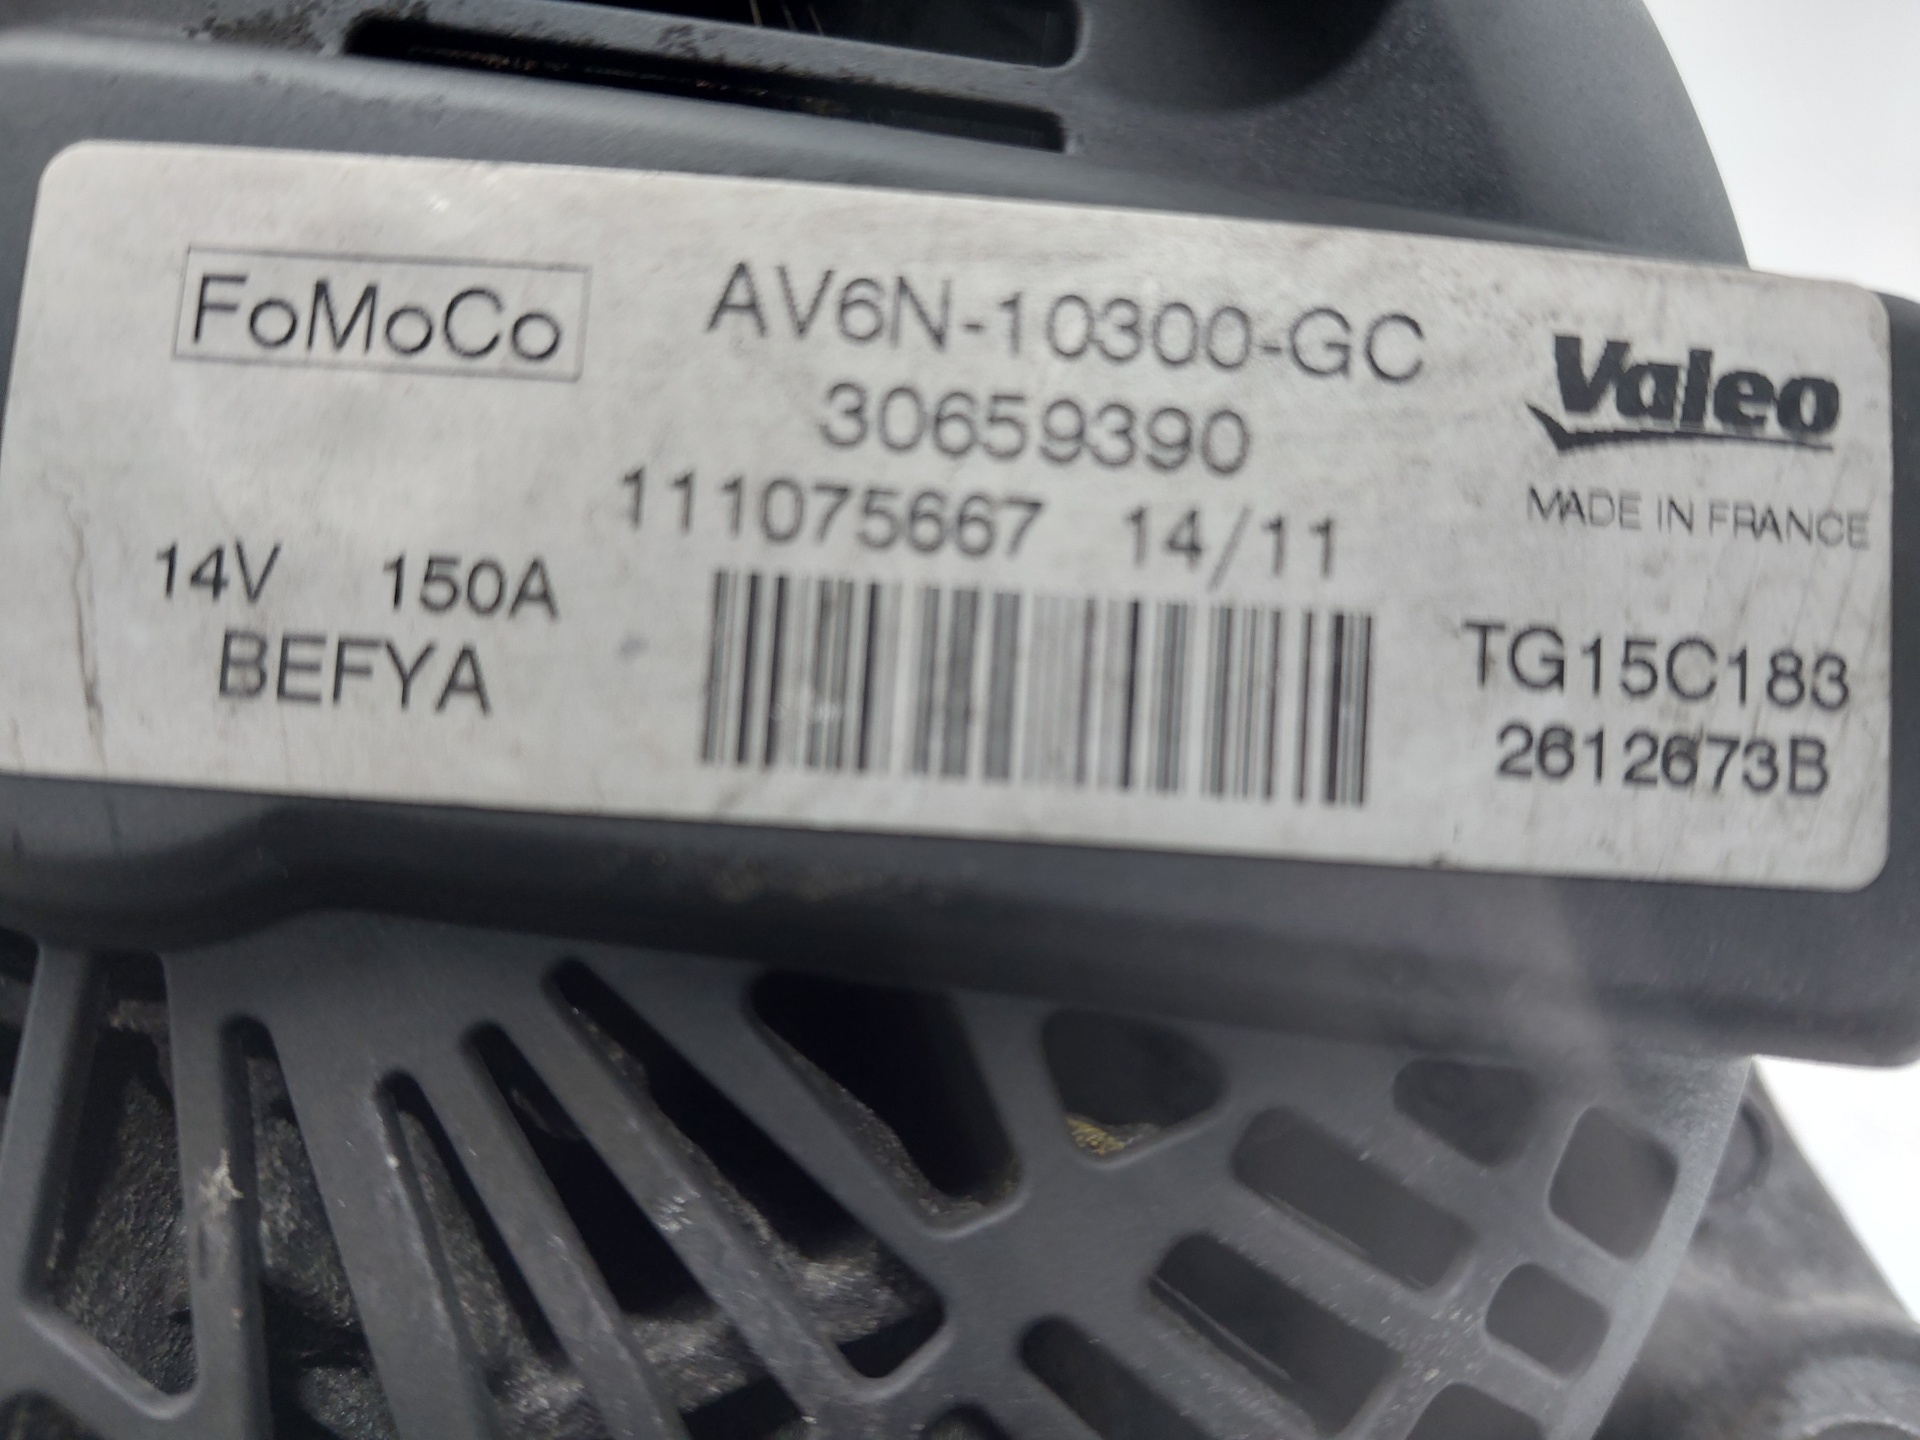 FoMoCo
AV6N-10300-GC
Valeo
30659390
MADE IN FRANCE
111075667 14/11
14V 150A
BEFYA
TG15C183
2612673B